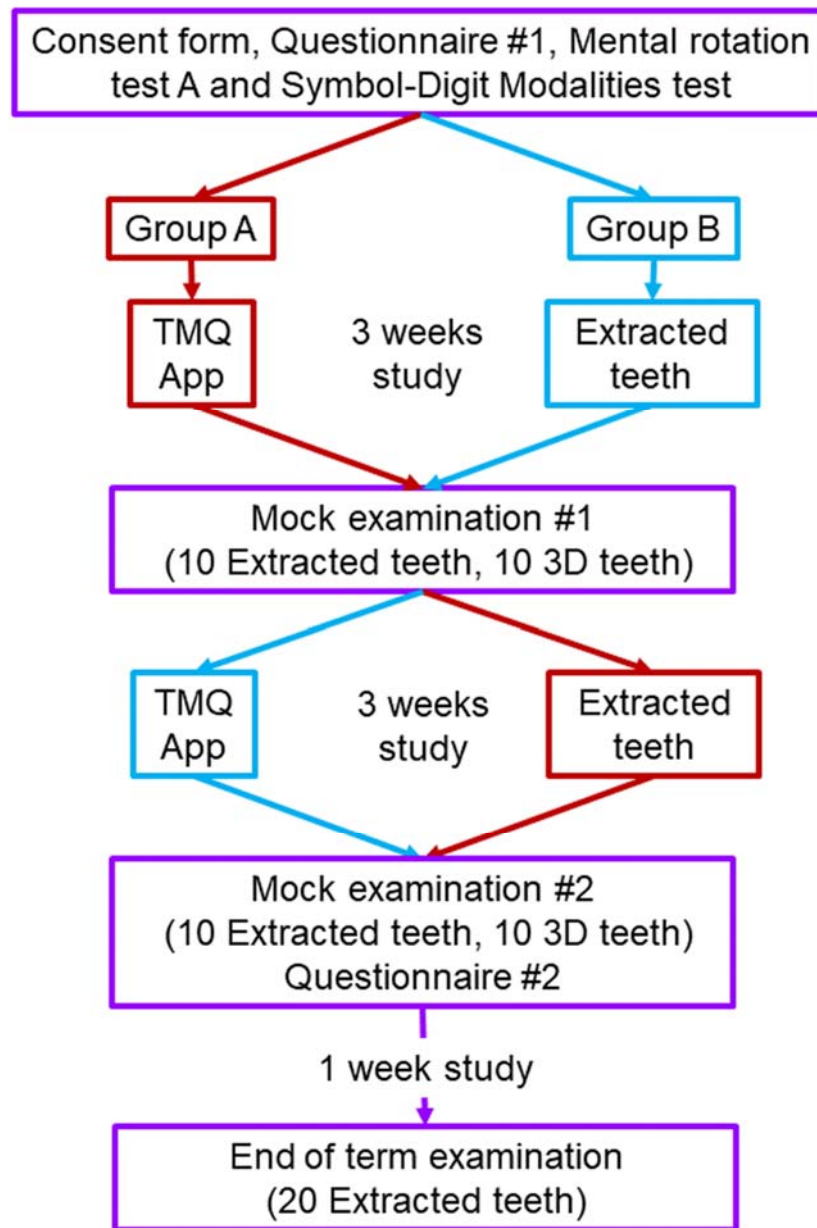 Consent form, Questionnaire #1, Mental rotation
test A and Symbol-Digit Modalities test
Group A
Group B
TMQ
App
3 weeks
study
Extracted
teeth
Mock examination #1
(10 Extracted teeth, 10 3D teeth)
TMQ
App
3 weeks
study
Extracted
teeth
Mock examination #2
(10 Extracted teeth, 10 3D teeth)
Questionnaire #2
1 week study
End of term examination
(20 Extracted teeth)